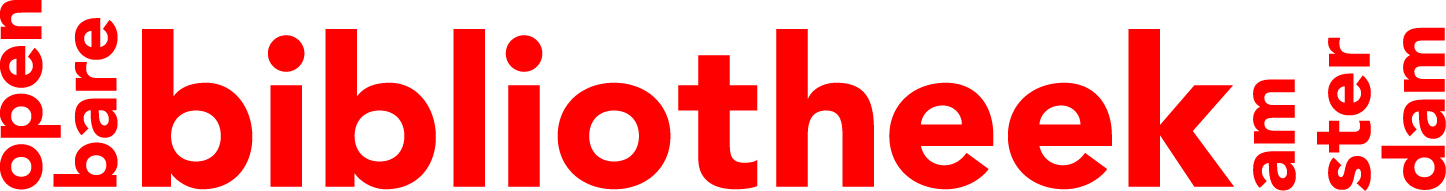 open
bare
bibliotheek
am
ster
dam